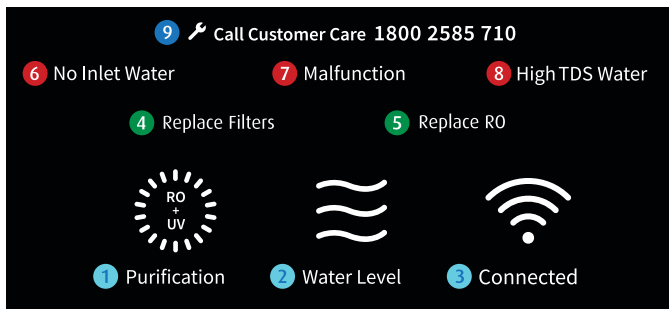 9 Call Customer Care 1800 2585 710
6 No Inlet Water 7 Malfunction 8 High TDS Water
4 Replace Filters 5 Replace RO
RO
+
UV
1 Purification 2 Water Level 3 Connected